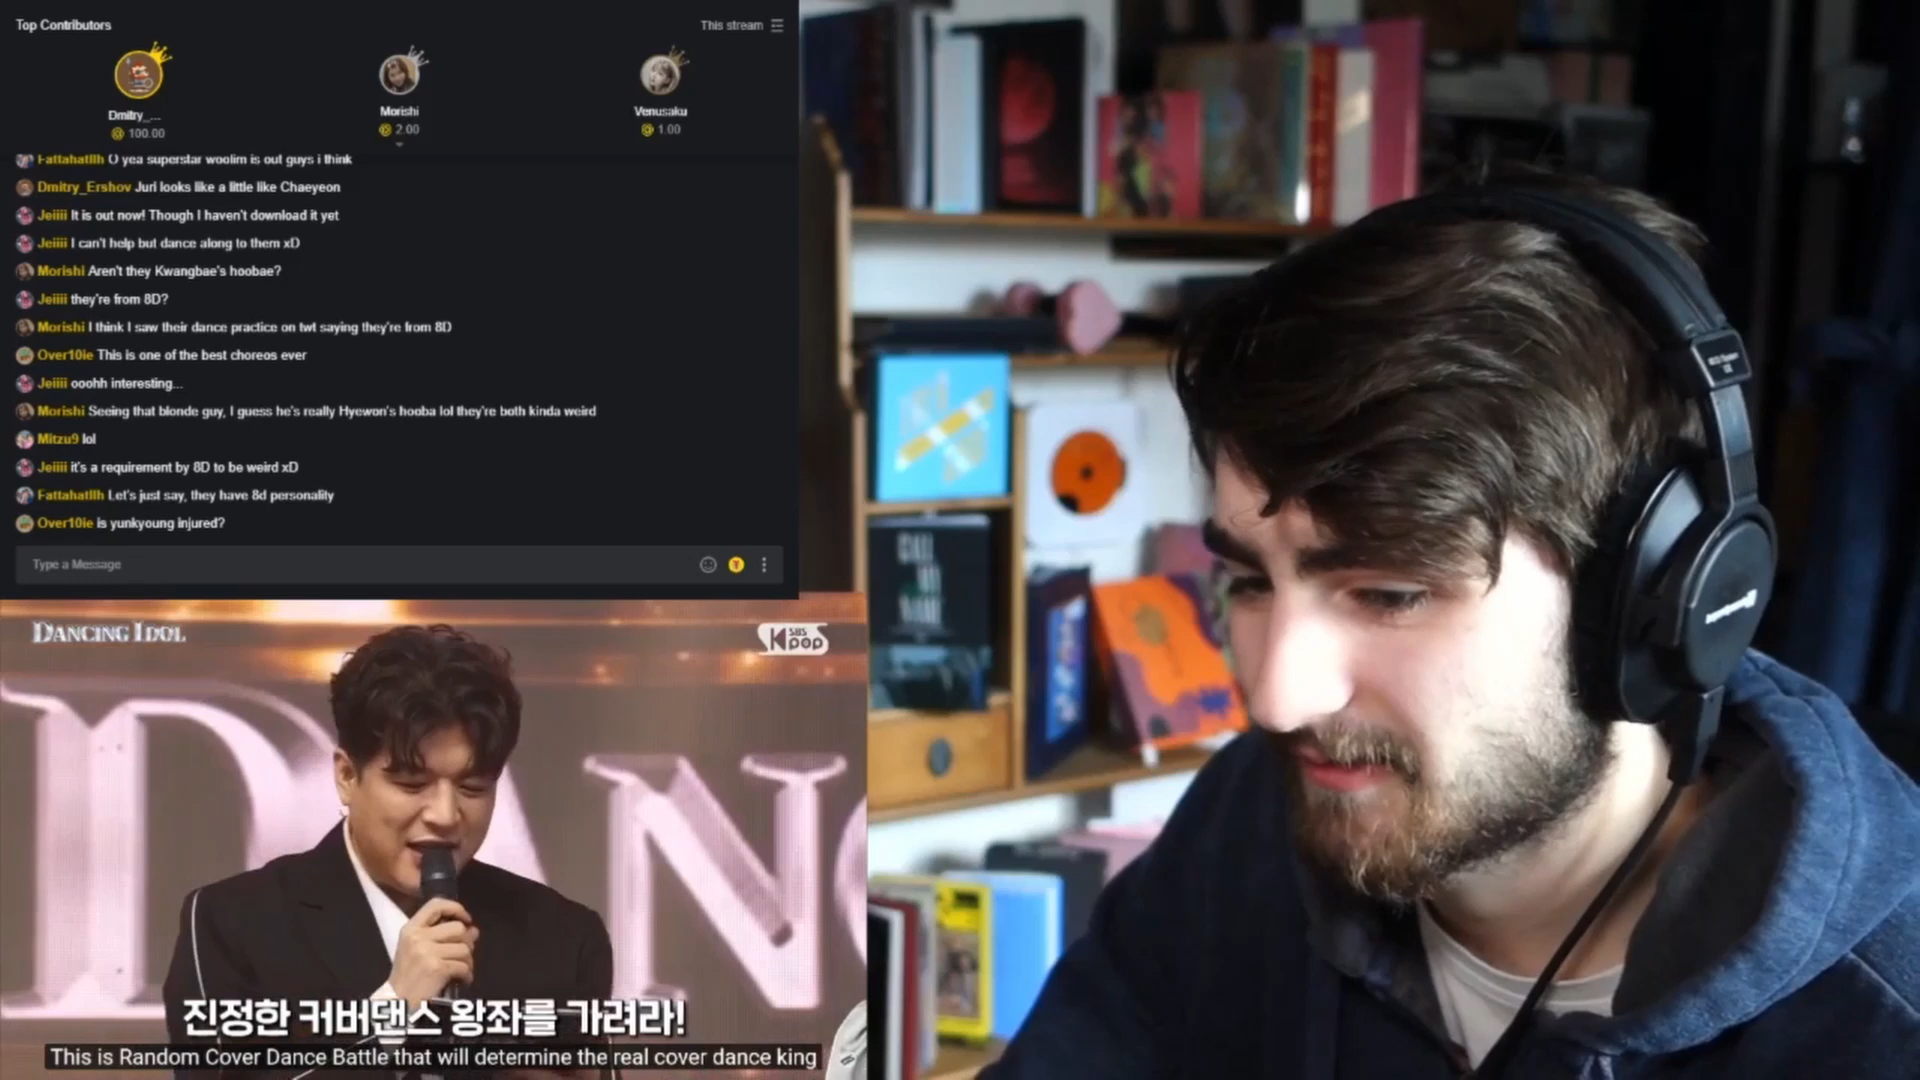 Top Contributors
This stream
Dmitry_...
100.00
Morishi
2.00
Venusaku
1.00
Fattahatllh O yea superstar woolim is out guys i think
Dmitry_Ershov Juri looks like a little like Chaeyeon
Jeiiii It is out now! Though I haven't download it yet
Jeiiii I can't help but dance along to them xD
Morishi Aren't they Kwangbae's hoobae?
Jeiiii they're from 8D?
Morishi I think I saw their dance practice on twt saying they're from 8D
Over10ie This is one of the best choreos ever
Jeiiii ooohh interesting...
Morishi Seeing that blonde guy, I guess he's really Hyewon's hooba lol they're both kinda weird
Mitzu9 lol
Jeiiii it's a requirement by 8D to be weird xD
Fattahatllh Let's just say, they have 8d personality
Over10ie is yunkyoung injured?
Type a Message
DANCING IDOL
SBS
Kpop
DAN
진정한 커버댄스 왕좌를 가려라!
This is Random Cover Dance Battle that will determine the real cover dance king
CALL
MY
NAME